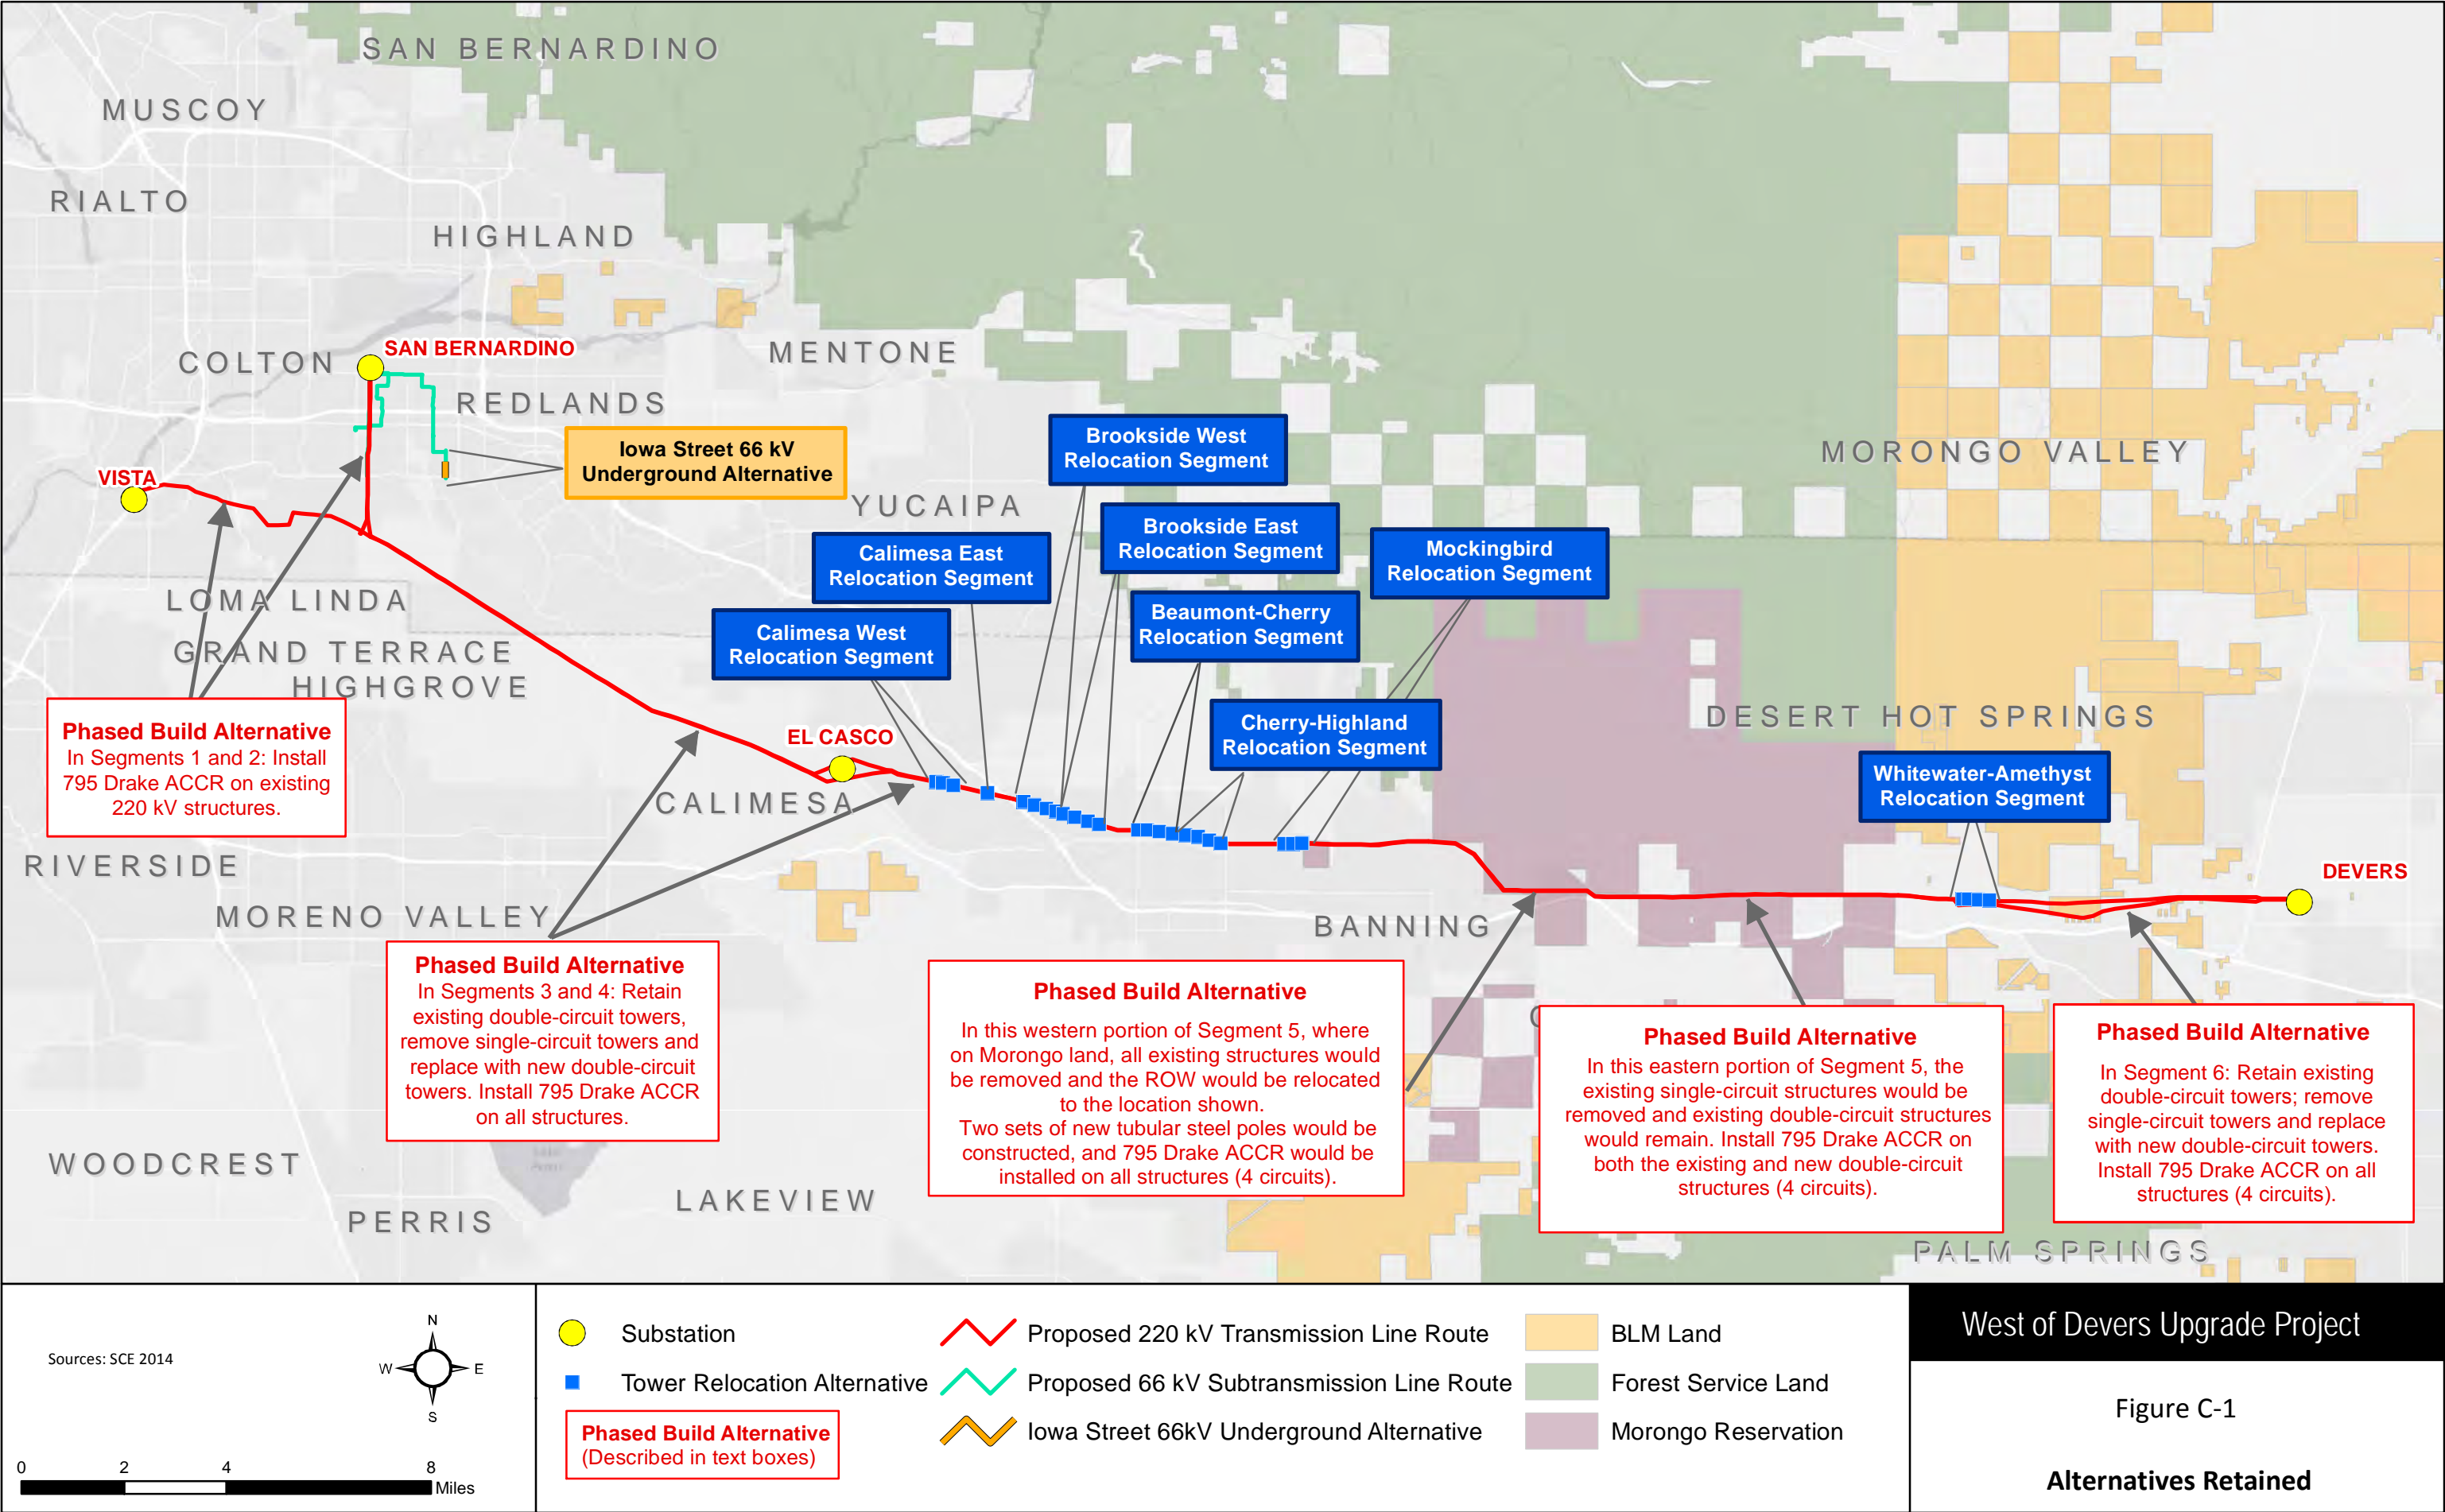 SAN BERNARDINO
MUSCOY
RIALTO
HIGHLAND
COLTON
SAN BERNARDINO
MENTONE
REDLANDS
Iowa Street 66 kV
Underground Alternative
VISTA
YUCAIPA
Brookside West
Relocation Segment
MORONGO VALLEY
Brookside East
Relocation Segment
Calimesa East
Relocation Segment
Mockingbird
Relocation Segment
LOMA LINDA
Beaumont-Cherry
Relocation Segment
Calimesa West
Relocation Segment
GRAND TERRACE
HIGHGROVE
Cherry-Highland
Relocation Segment
DESERT HOT SPRINGS
Phased Build Alternative
In Segments 1 and 2: Install
795 Drake ACCR on existing
220 kV structures.
EL CASCO
Whitewater-Amethyst
Relocation Segment
CALIMESA
RIVERSIDE
DEVERS
MORENO VALLEY
BANNING
Phased Build Alternative
In Segments 3 and 4: Retain
existing double-circuit towers,
remove single-circuit towers and
replace with new double-circuit
towers. Install 795 Drake ACCR
on all structures.
Phased Build Alternative
In this western portion of Segment 5, where
on Morongo land, all existing structures would
be removed and the ROW would be relocated
to the location shown.
Two sets of new tubular steel poles would be
constructed, and 795 Drake ACCR would be
installed on all structures (4 circuits).
Phased Build Alternative
In this eastern portion of Segment 5, the
existing single-circuit structures would be
removed and existing double-circuit structures
would remain. Install 795 Drake ACCR on
both the existing and new double-circuit
structures (4 circuits).
Phased Build Alternative
In Segment 6: Retain existing
double-circuit towers; remove
single-circuit towers and replace
with new double-circuit towers.
Install 795 Drake ACCR on all
structures (4 circuits).
WOODCREST
LAKEVIEW
PERRIS
PALM SPRINGS
Sources: SCE 2014
N
W E
S
0 2 4 8
Miles
Substation
Tower Relocation Alternative
Phased Build Alternative
(Described in text boxes)
Proposed 220 kV Transmission Line Route
Proposed 66 kV Subtransmission Line Route
Iowa Street 66kV Underground Alternative
BLM Land
Forest Service Land
Morongo Reservation
West of Devers Upgrade Project
Figure C-1
Alternatives Retained